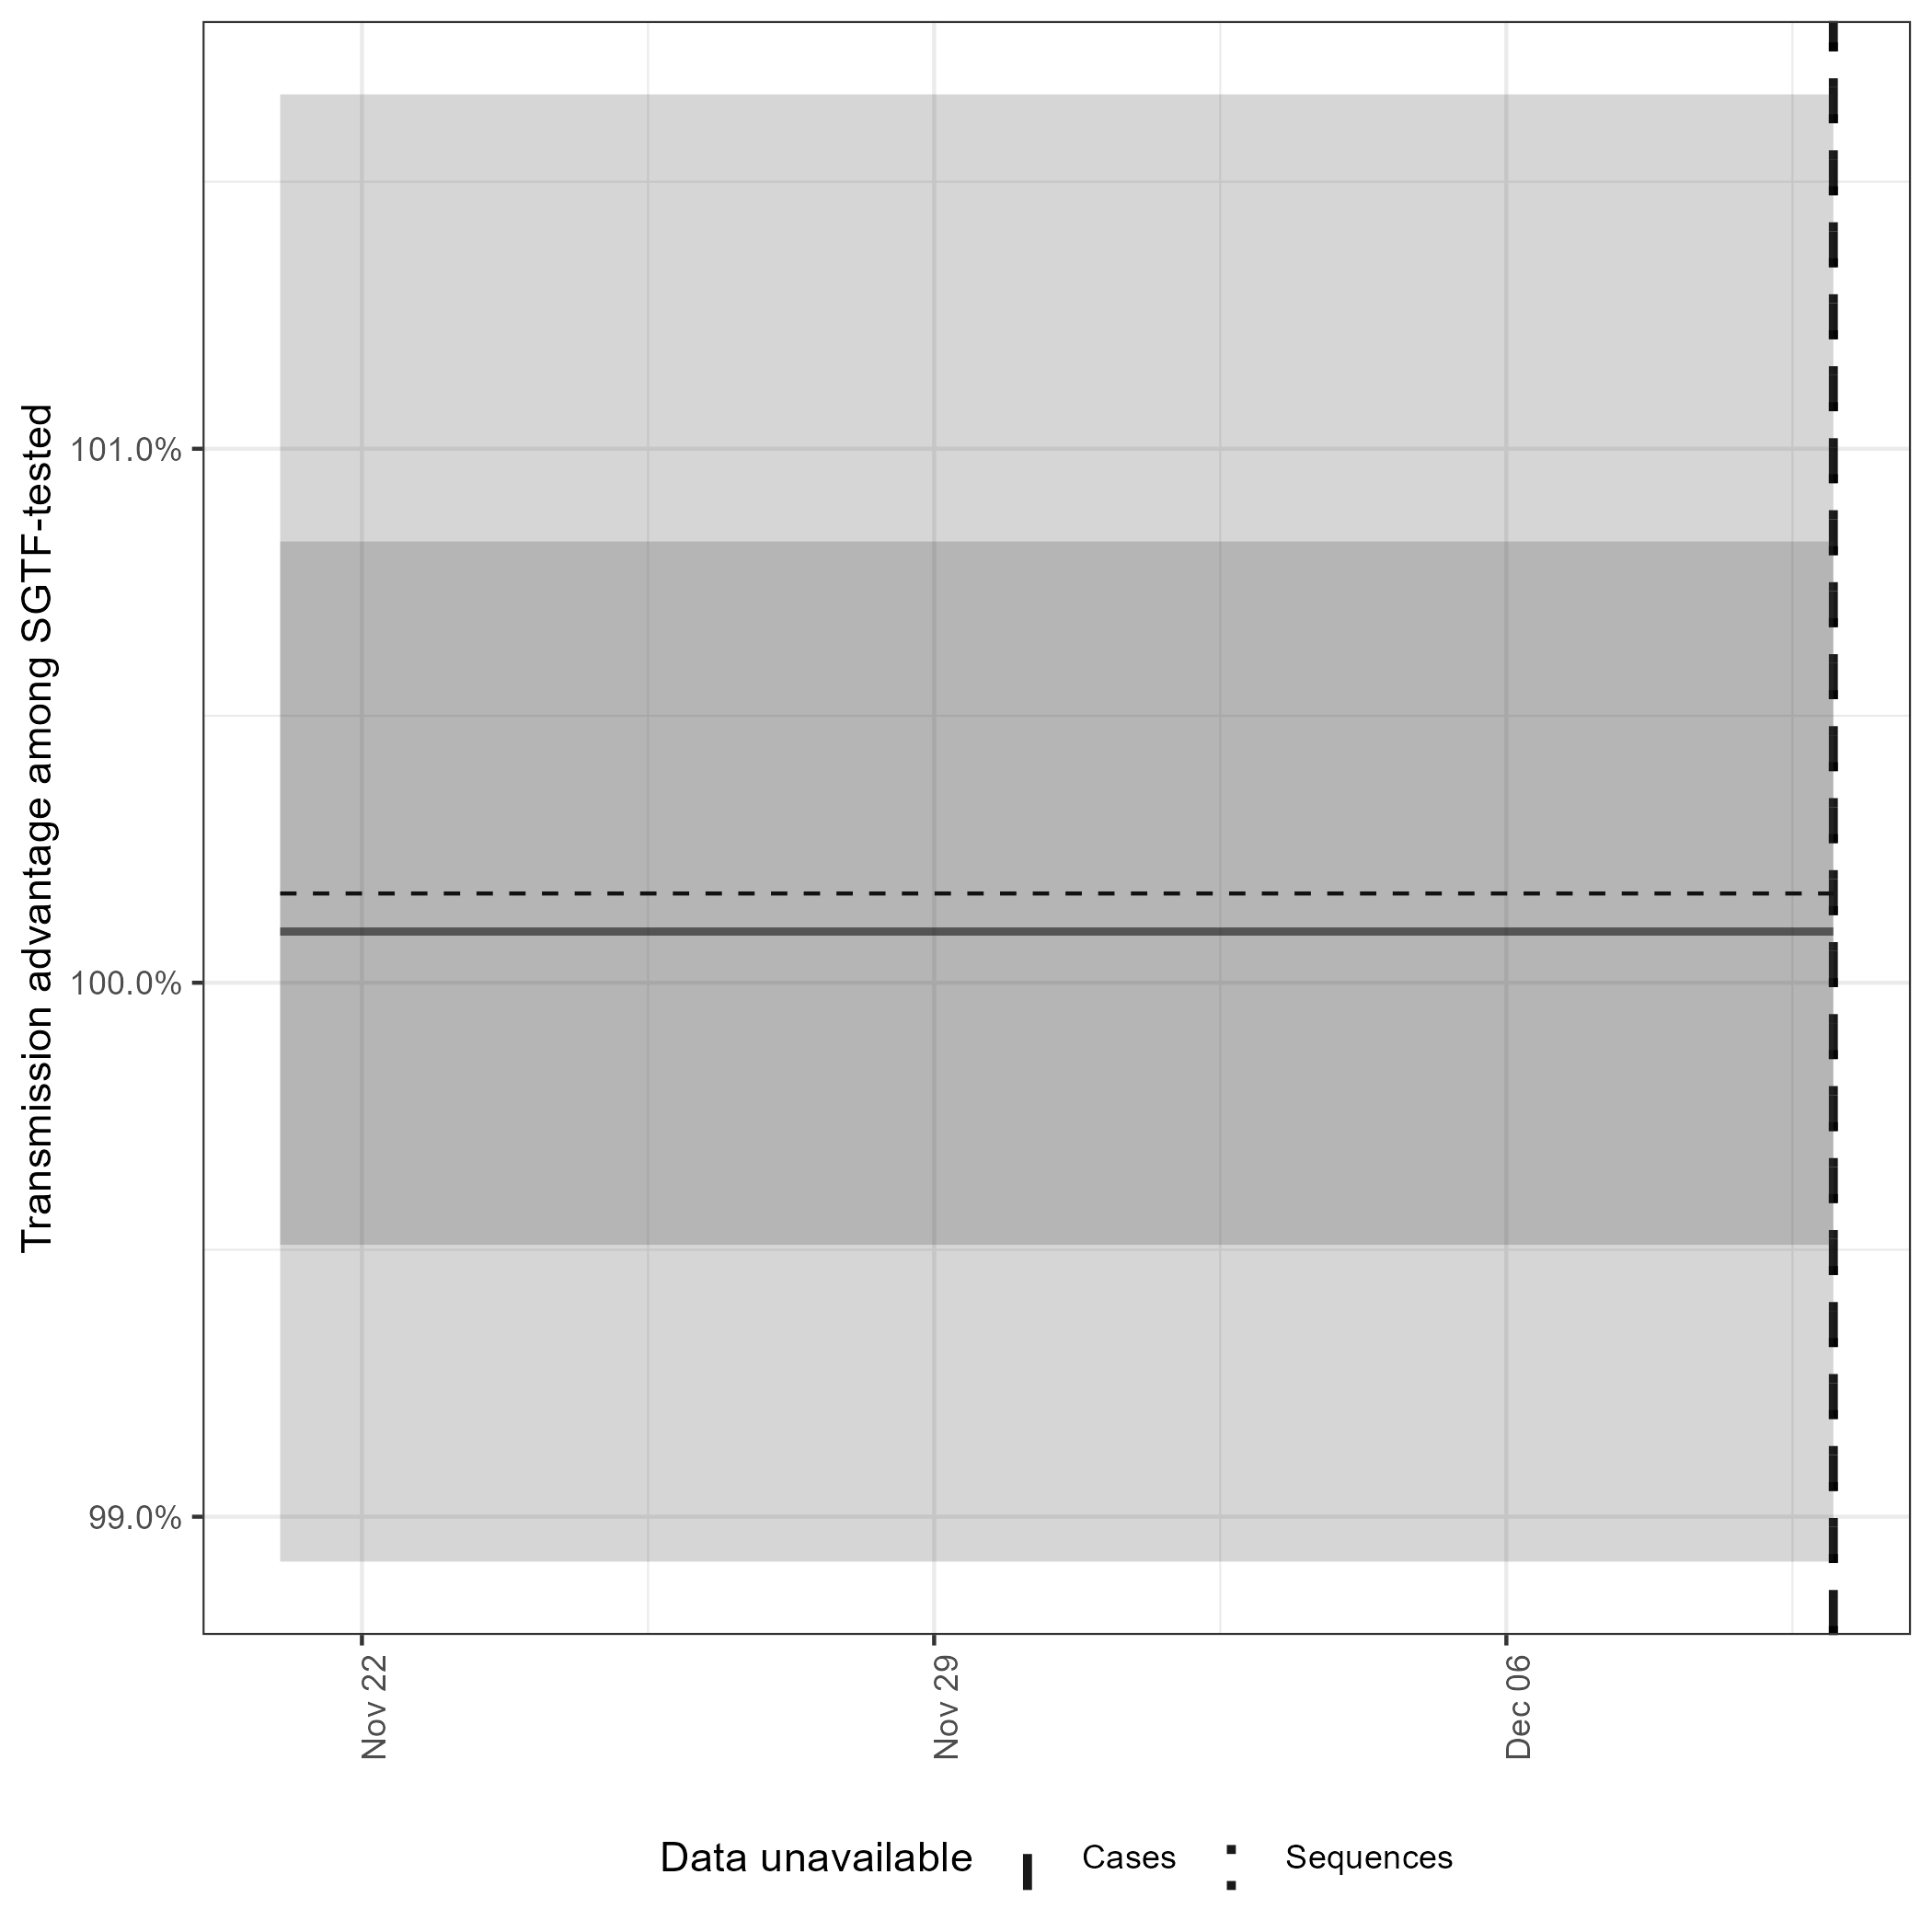 Transmission advantage among SGTF-tested
101.0%
100.0%
99.0%
Nov 22
Nov 29
Dec 06
Data unavailable
Cases
Sequences